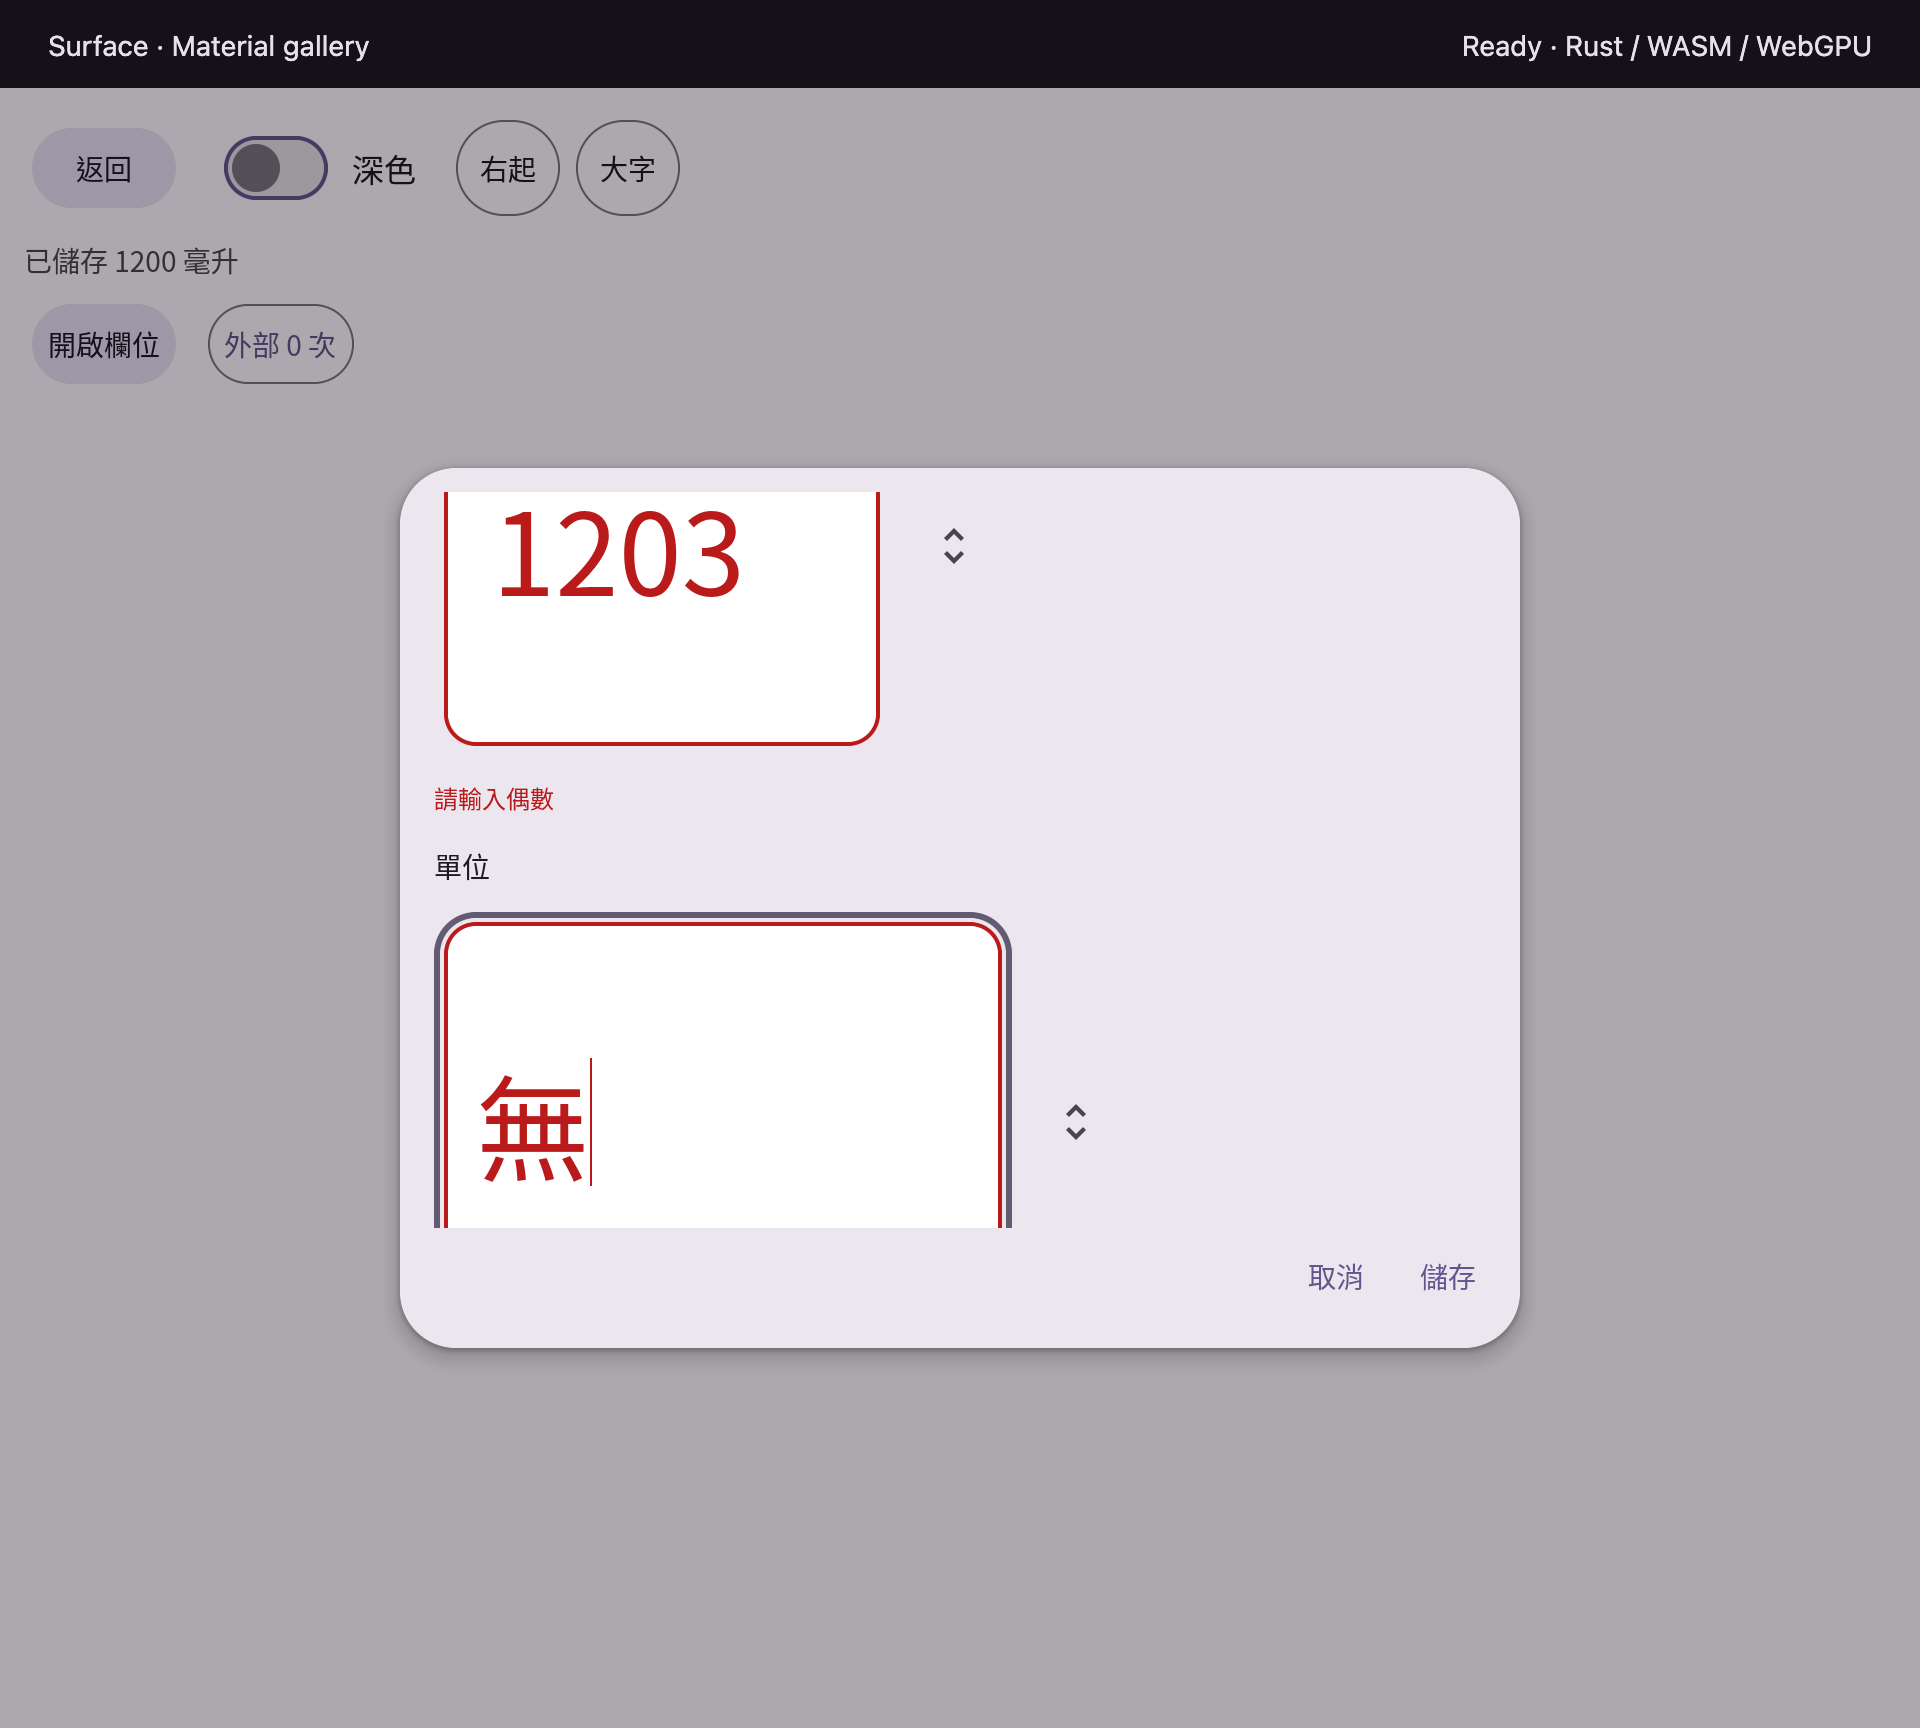 Surface · Material gallery
Ready · Rust / WASM / WebGPU
返回
深色
右起
大字
已儲存 1200 毫升
開啟欄位
外部 0 次
1203
請輸入偶數
單位
無
取消
儲存